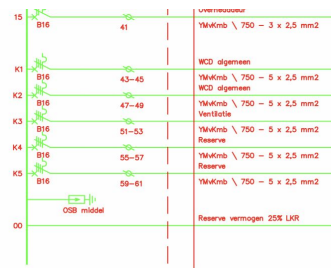 15
B16
41
YMvKmb \ 750 - 3 x 2,5 mm2
K1
WCD algemeen
B16
43-45
YMvKmb \ 750 - 5 x 2,5 mm2
K2
WCD algemeen
B16
47-49
YMvKmb \ 750 - 5 x 2,5 mm2
K3
Ventilatie
B16
51-53
YMvKmb \ 750 - 5 x 2,5 mm2
K4
Reserve
B16
55-57
YMvKmb \ 750 - 5 x 2,5 mm2
K5
Reserve
B16
59-61
YMvKmb \ 750 - 5 x 2,5 mm2
OSB middel
00
Reserve vermogen 25% LKR